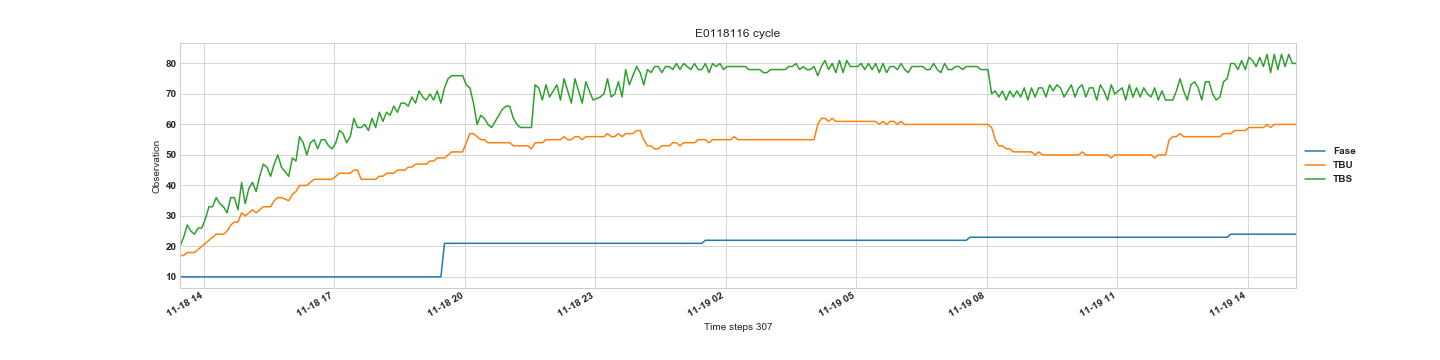 E0118116 cycle
Observation
80
70
60
50
40
30
20
10
11-18 14
11-18 17
11-18 20
11-18 23
11-19 02
11-19 05
11-19 08
11-19 11
11-19 14
Time steps 307
Fase
TBU
TBS